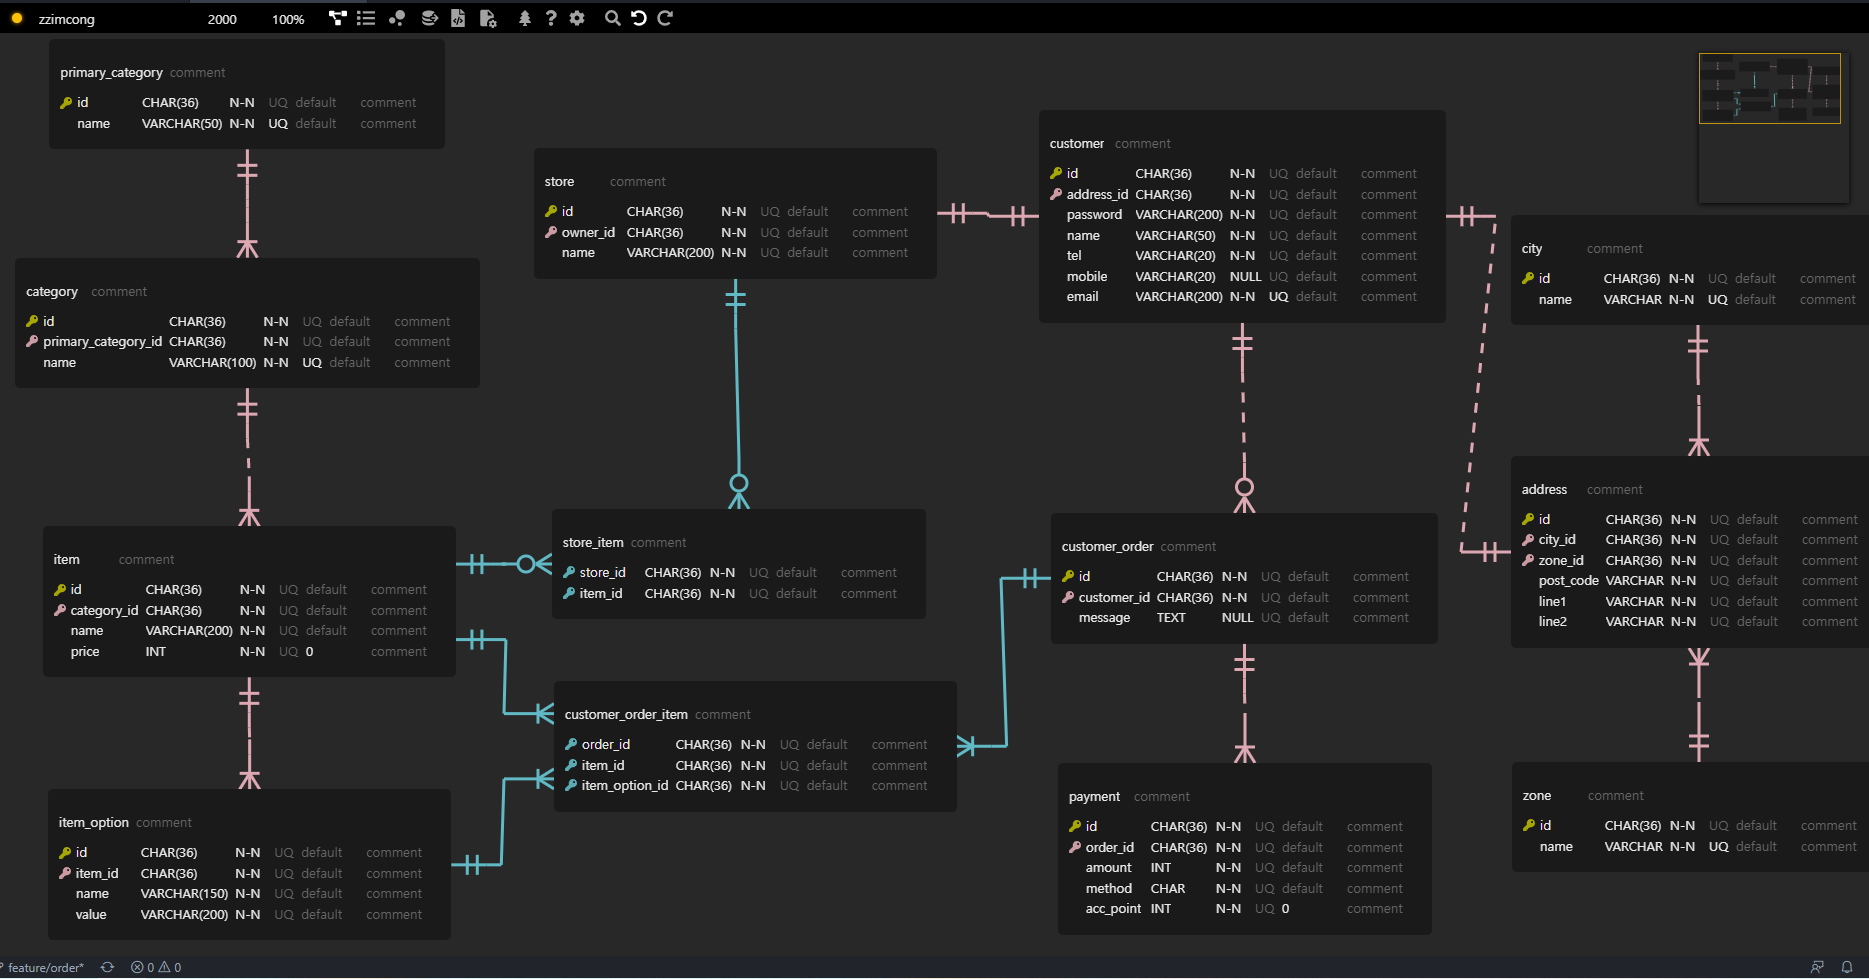 zzimcong 2000 100%
primary_category comment
id CHAR(36) N-N UQ default comment
name VARCHAR(50) N-N UQ default comment
category comment
id CHAR(36) N-N UQ default comment
primary_category_id CHAR(36) N-N UQ default comment
name VARCHAR(100) N-N UQ default comment
item comment
id CHAR(36) N-N UQ default comment
category_id CHAR(36) N-N UQ default comment
name VARCHAR(200) N-N UQ default comment
price INT N-N UQ 0 comment
item_option comment
id CHAR(36) N-N UQ default comment
item_id CHAR(36) N-N UQ default comment
name VARCHAR(150) N-N UQ default comment
value VARCHAR(200) N-N UQ default comment
store comment
id CHAR(36) N-N UQ default comment
owner_id CHAR(36) N-N UQ default comment
name VARCHAR(200) N-N UQ default comment
store_item comment
store_id CHAR(36) N-N UQ default comment
item_id CHAR(36) N-N UQ default comment
customer_order_item comment
order_id CHAR(36) N-N UQ default comment
item_id CHAR(36) N-N UQ default comment
item_option_id CHAR(36) N-N UQ default comment
customer comment
id CHAR(36) N-N UQ default comment
address_id CHAR(36) N-N UQ default comment
password VARCHAR(200) N-N UQ default comment
name VARCHAR(50) N-N UQ default comment
tel VARCHAR(20) N-N UQ default comment
mobile VARCHAR(20) NULL UQ default comment
email VARCHAR(200) N-N UQ default comment
customer_order comment
id CHAR(36) N-N UQ default comment
customer_id CHAR(36) N-N UQ default comment
message TEXT NULL UQ default comment
payment comment
id CHAR(36) N-N UQ default comment
order_id CHAR(36) N-N UQ default comment
amount INT N-N UQ default comment
method CHAR N-N UQ default comment
acc_point INT N-N UQ 0 comment
city comment
id CHAR(36) N-N UQ default comment
name VARCHAR N-N UQ default comment
address comment
id CHAR(36) N-N UQ default comment
city_id CHAR(36) N-N UQ default comment
zone_id CHAR(36) N-N UQ default comment
post_code VARCHAR N-N UQ default comment
line1 VARCHAR N-N UQ default comment
line2 VARCHAR N-N UQ default comment
zone comment
id CHAR(36) N-N UQ default comment
name VARCHAR N-N UQ default comment
feature/order* 0 0